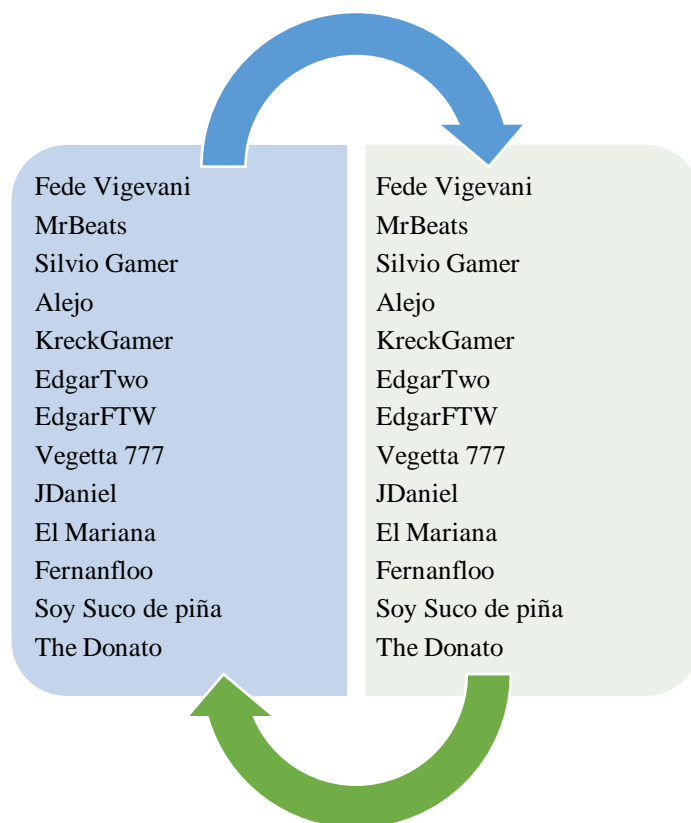 Fede Vigevani
MrBeats
Silvio Gamer
Alejo
KreckGamer
EdgarTwo
EdgarFTW
Vegetta 777
JDaniel
El Mariana
Fernanfloo
Soy Suco de piña
The Donato
Fede Vigevani
MrBeats
Silvio Gamer
Alejo
KreckGamer
EdgarTwo
EdgarFTW
Vegetta 777
JDaniel
El Mariana
Fernanfloo
Soy Suco de piña
The Donato